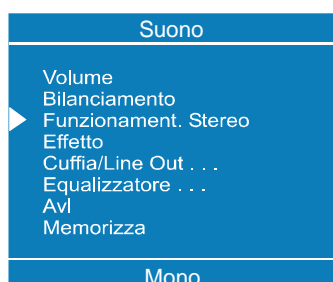 Suono
Volume
Bilanciamento
Funzionament. Stereo
Effetto
Cuffia/Line Out . . .
Equalizzatore . . .
Avl
Memorizza
Mono